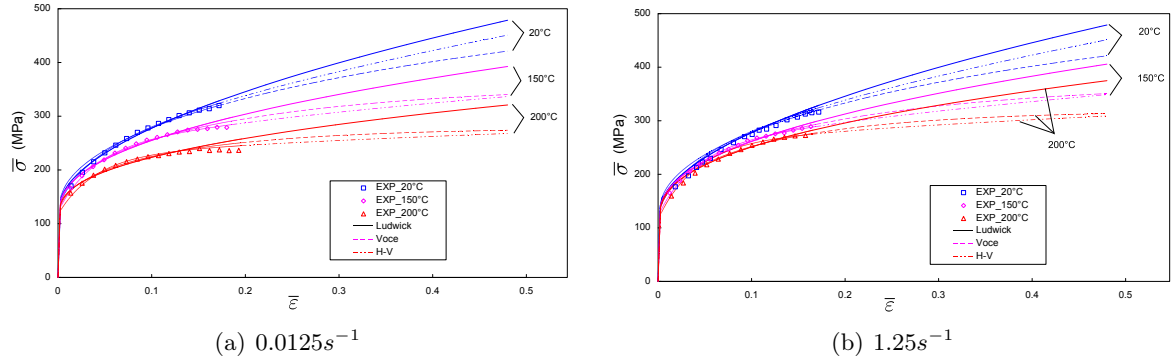 500
400
300
200
100
0
σ (MPa)
0
0.1
0.2
0.3
0.4
0.5
ε
20°C
150°C
200°C
EXP_20°C
EXP_150°C
EXP_200°C
Ludwick
Voce
H-V
(a) 0.0125s⁻¹
500
400
300
200
100
0
σ (MPa)
0
0.1
0.2
0.3
0.4
0.5
ε
20°C
150°C
200°C
EXP_20°C
EXP_150°C
EXP_200°C
Ludwick
Voce
H-V
(b) 1.25s⁻¹